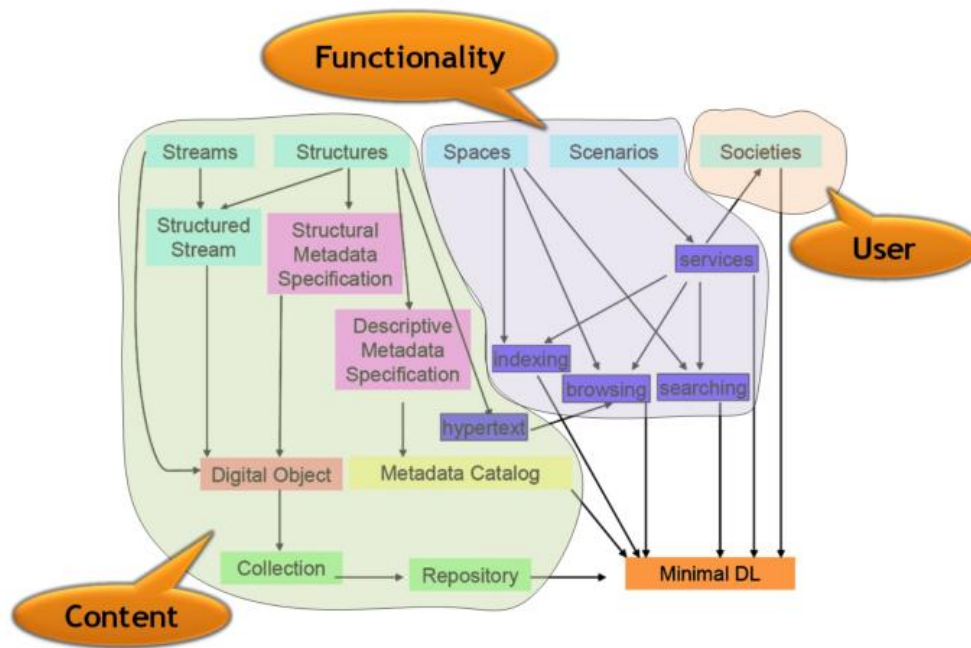 Functionality
Streams
Structures
Spaces
Scenarios
Societies
Structured
Stream
Structural
Metadata
Specification
User
services
Descriptive
Metadata
Specification
indexing
browsing
searching
hypertext
Digital Object
Metadata Catalog
Collection
Repository
Minimal DL
Content